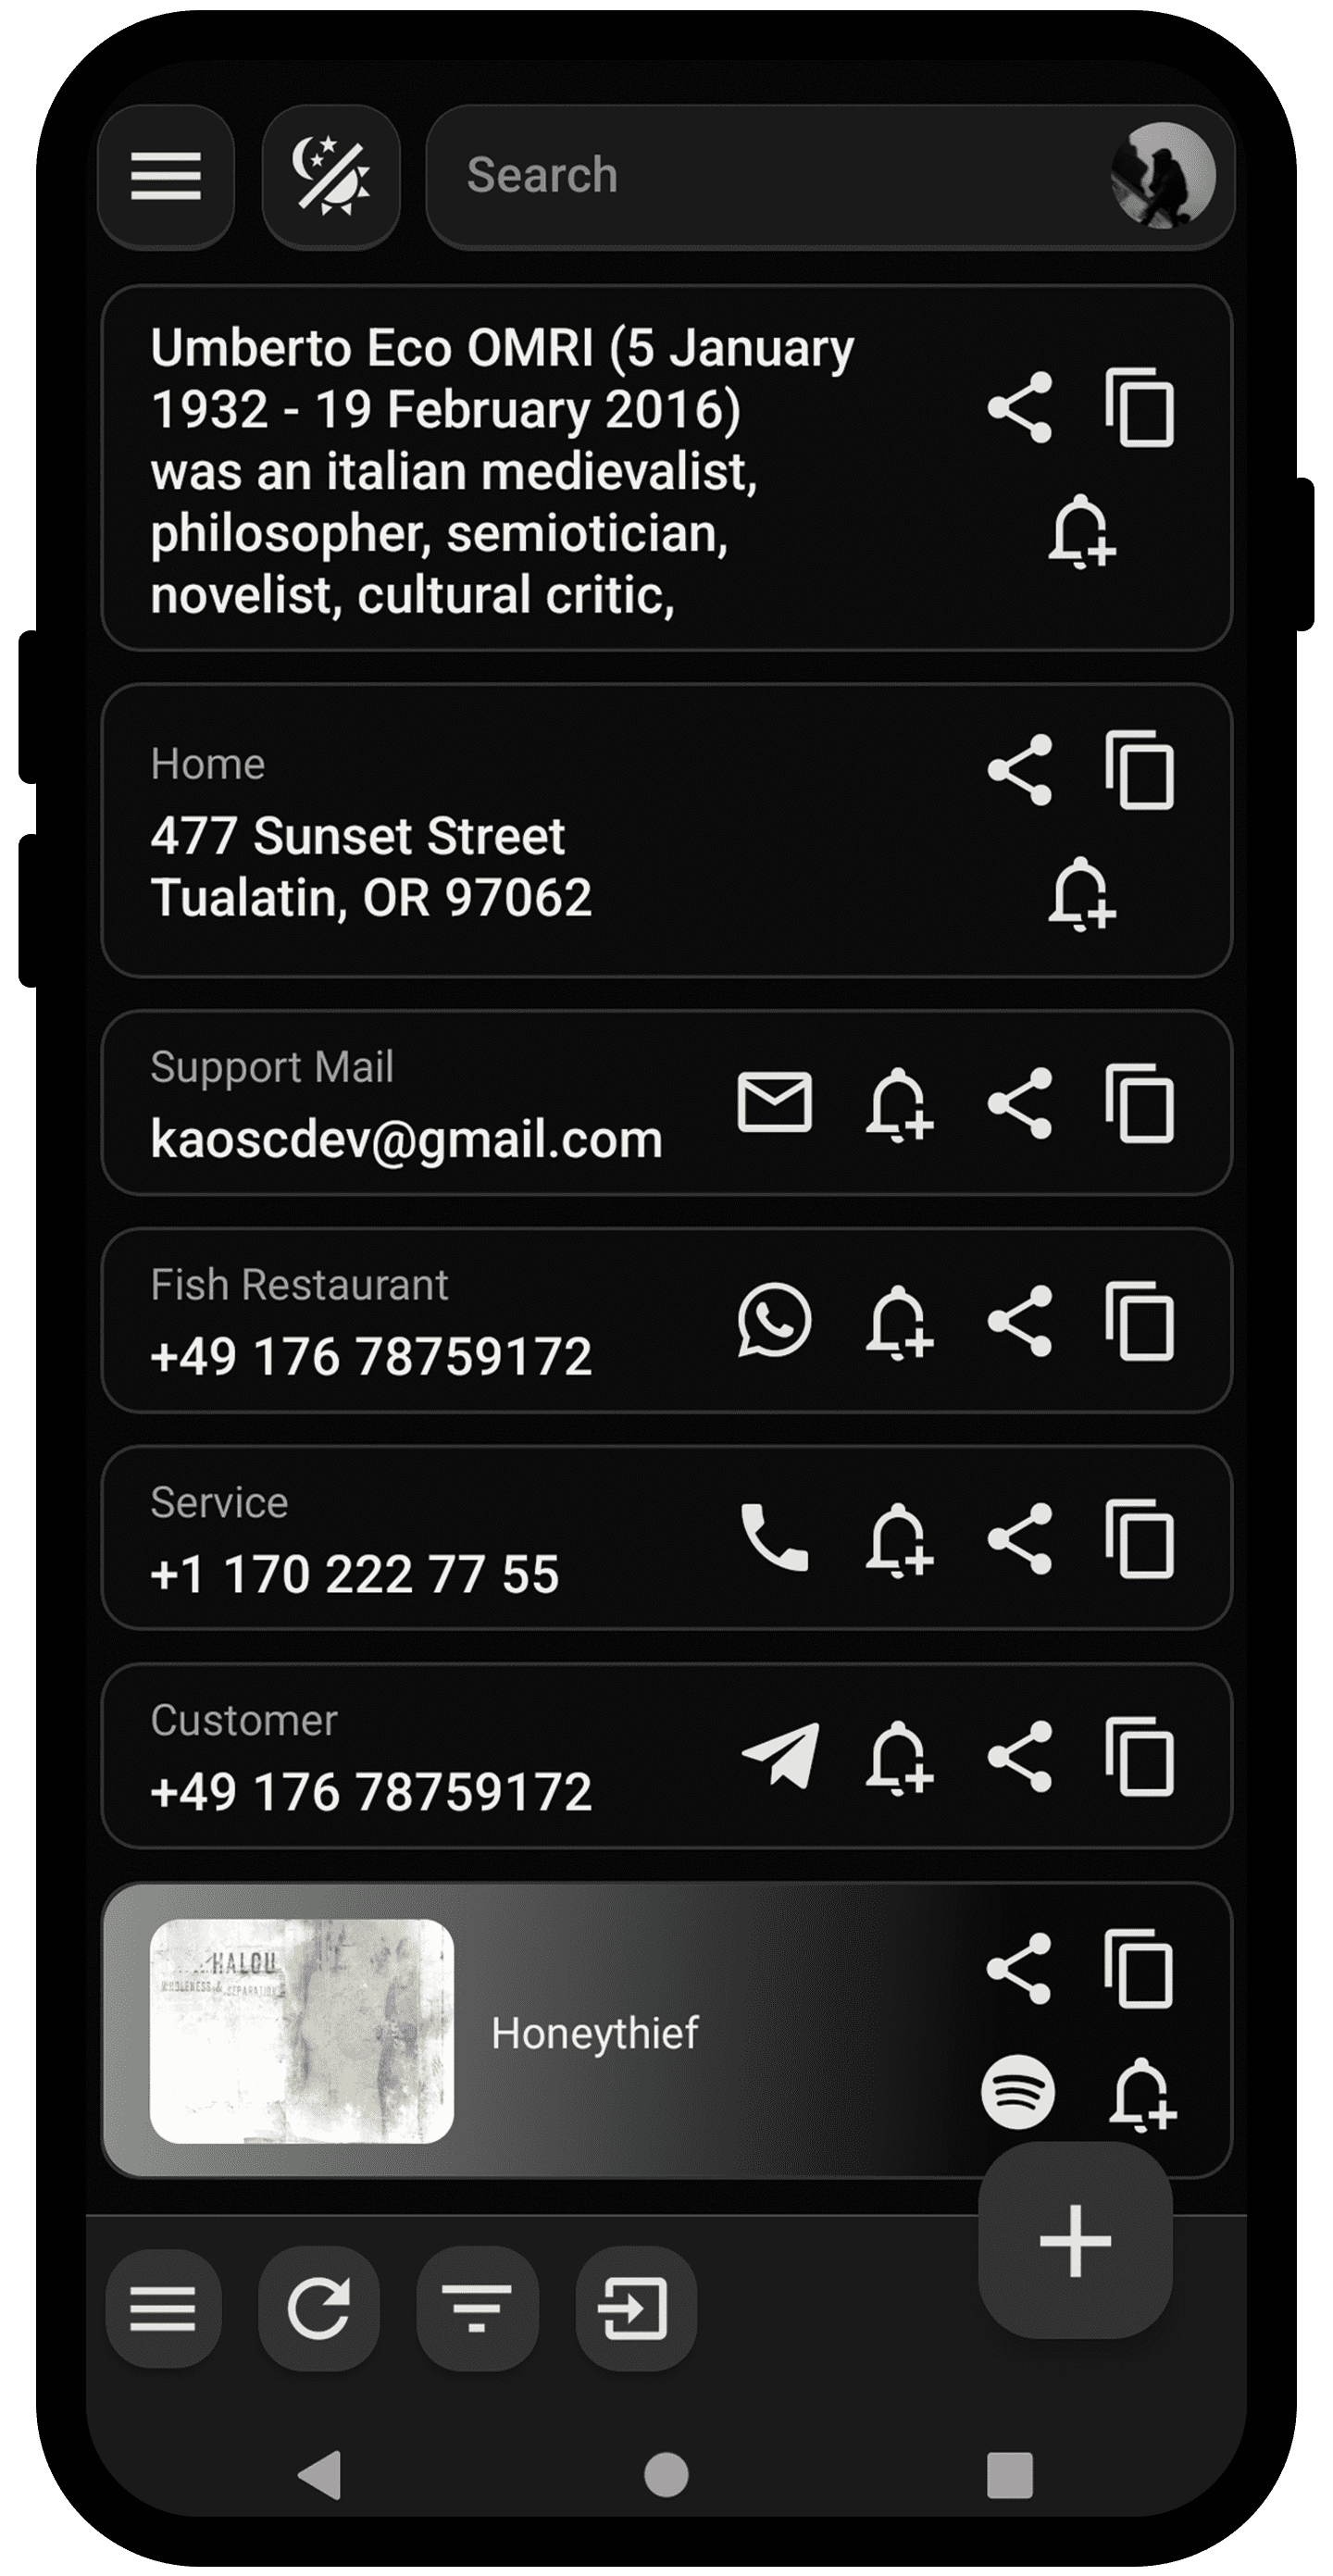 Search
Umberto Eco OMRI (5 January
1932 - 19 February 2016)
was an italian medievalist,
philosopher, semiotician,
novelist, cultural critic,
Home
477 Sunset Street
Tualatin, OR 97062
Support Mail
kaoscdev@gmail.com
Fish Restaurant
+49 176 78759172
Service
+1 170 222 77 55
Customer
+49 176 78759172
HALOU
WHOLENESS & SEPARATION
Honeythief